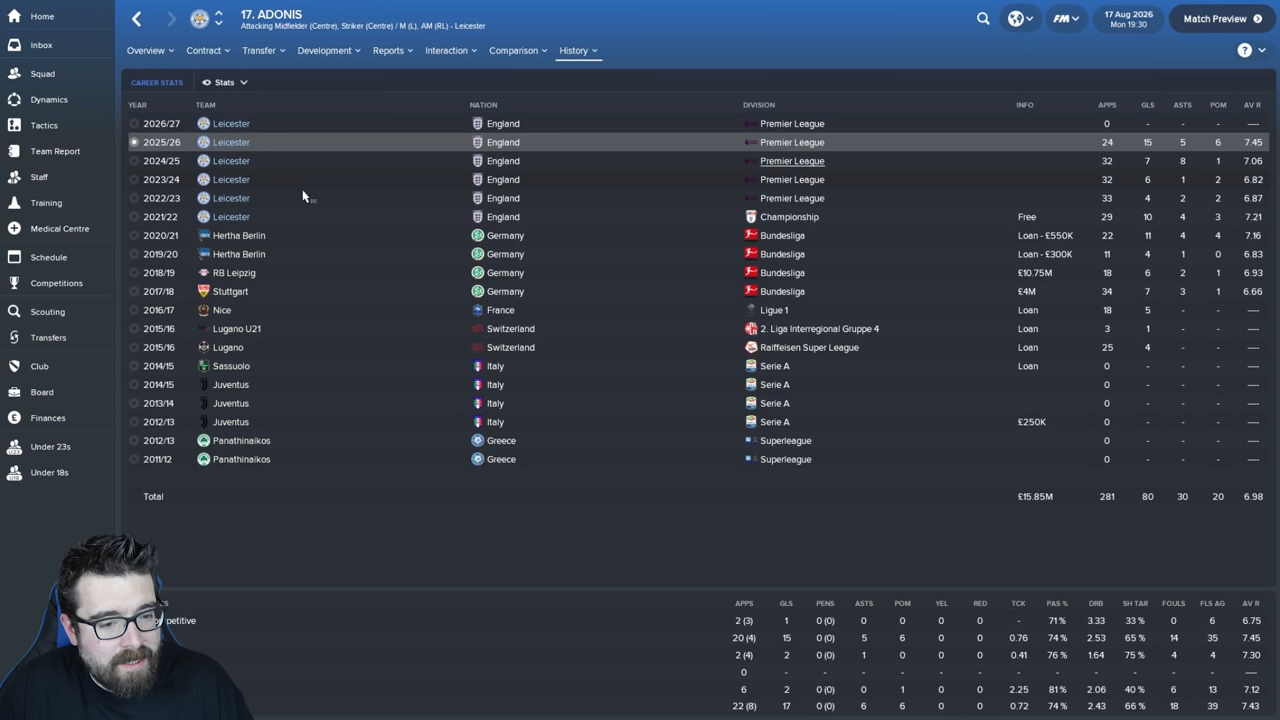 Home
Inbox
Squad
Dynamics
Tactics
Team Report
Staff
Training
Medical Centre
Schedule
Competitions
Scouting
Transfers
Club
Board
Finances
Under 23s
Under 18s
17. ADONIS
Attacking Midfielder (Centre), Striker (Centre) / M (L), AM (RL) - Leicester
FM
17 Aug 2026
Mon 19:30
Match Preview
Overview Contract Transfer Development Reports Interaction Comparison History
?
CAREER STATS Stats
YEAR TEAM NATION DIVISION INFO APPS GLS ASTS POM AV R
2026/27 Leicester England Premier League 0 - - - ----
2025/26 Leicester England Premier League 24 15 5 6 7.45
2024/25 Leicester England Premier League 32 7 8 1 7.06
2023/24 Leicester England Premier League 32 6 1 2 6.82
2022/23 Leicester England Premier League 33 4 2 2 6.87
2021/22 Leicester England Championship Free 29 10 4 3 7.21
2020/21 Hertha Berlin Germany Bundesliga Loan - £550K 22 11 4 4 7.16
2019/20 Hertha Berlin Germany Bundesliga Loan - £300K 11 4 1 0 6.83
2018/19 RB Leipzig Germany Bundesliga £10.75M 18 6 2 1 6.93
2017/18 Stuttgart Germany Bundesliga £4M 34 7 3 1 6.66
2016/17 Nice France Ligue 1 Loan 18 5 - - ----
2015/16 Lugano U21 Switzerland 2. Liga Interregional Gruppe 4 Loan 3 1 - - ----
2015/16 Lugano Switzerland Raiffeisen Super League Loan 25 4 - - ----
2014/15 Sassuolo Italy Serie A Loan 0 - - - ----
2014/15 Juventus Italy Serie A 0 - - - ----
2013/14 Juventus Italy Serie A 0 - - - ----
2012/13 Juventus Italy Serie A £250K 0 - - - ----
2012/13 Panathinaikos Greece Superleague 0 - - - ----
2011/12 Panathinaikos Greece Superleague 0 - - - ----
Total £15.85M 281 80 30 20 6.98
APPS GLS PENS ASTS POM YEL RED TCK PAS % DRB SH TAR FOULS FLS AG AV R
2 (3) 1 0 (0) 0 0 0 0 - 71 % 3.33 33 % 0 6 6.75
20 (4) 15 0 (0) 5 6 0 0 0.76 74 % 2.53 65 % 14 35 7.45
2 (4) 2 0 (0) 1 0 0 0 0.41 76 % 1.64 75 % 4 4 7.30
0 - - - - - - - - - - - - ----
6 2 0 (0) 0 1 0 0 2.25 81 % 2.06 40 % 6 13 7.12
22 (8) 17 0 (0) 6 6 0 0 0.72 74 % 2.43 66 % 18 39 7.43